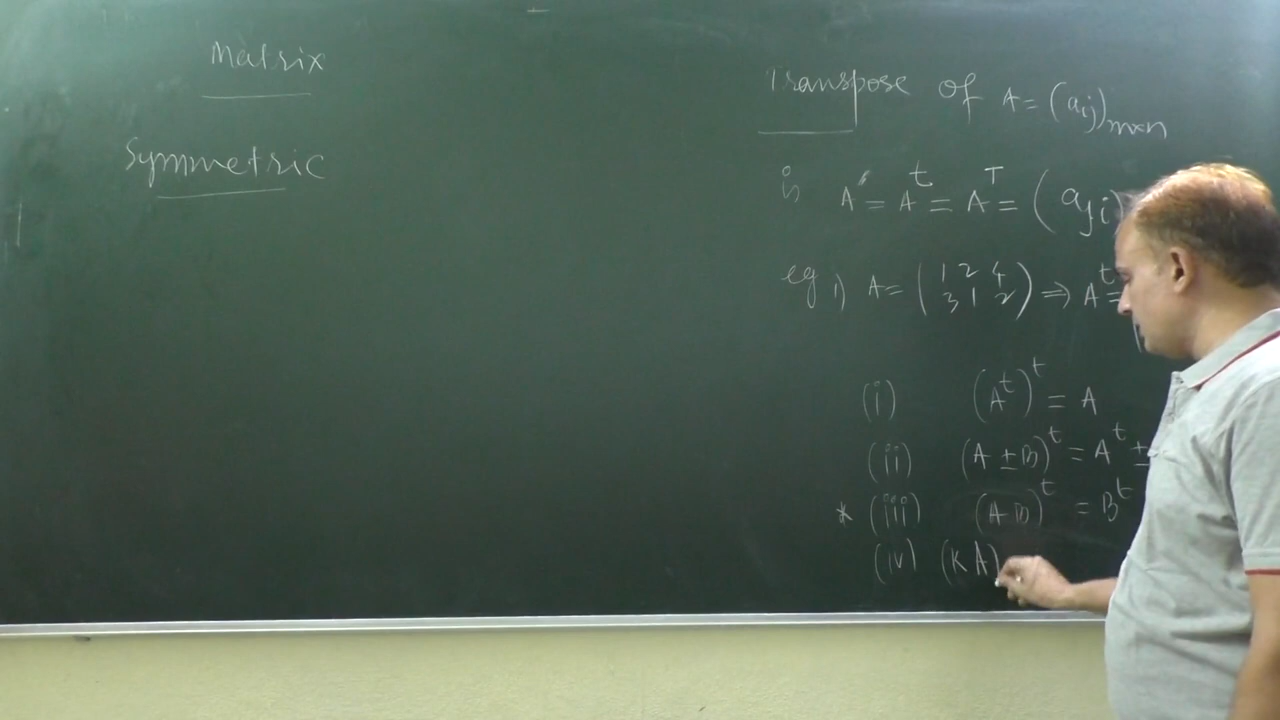 Matrix
Symmetric
Transpose of A = (aij)m×n
is A′ = A^t = A^T = (aji)
eg 1) A = (1 2 4 
3 1 2) ⇒ A^t =
(i) (A^t)^t = A
(ii) (A ± B)^t = A^t ±
* (iii) (AB)^t = B^t
(iv) (KA)